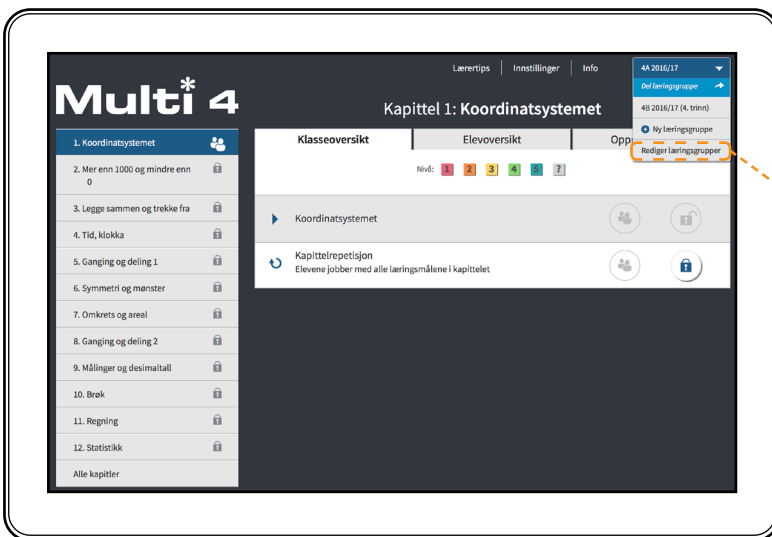 Lærertips Innstillinger Info
4A 2016/17
Del læringsgruppe
4B 2016/17 (4. trinn)
Ny læringsgruppe
Rediger læringsgrupper
Multi* 4
Kapittel 1: Koordinatsystemet
1. Koordinatsystemet
2. Mer enn 1000 og mindre enn
0
3. Legge sammen og trekke fra
4. Tid, klokka
5. Ganging og deling 1
6. Symmetri og mønster
7. Omkrets og areal
8. Ganging og deling 2
9. Målinger og desimaltall
10. Brøk
11. Regning
12. Statistikk
Alle kapitler
Klasseoversikt Elevoversikt Opp
Nivå: 1 2 3 4 5 ?
Koordinatsystemet
Kapittelrepetisjon
Elevene jobber med alle læringsmålene i kapittelet